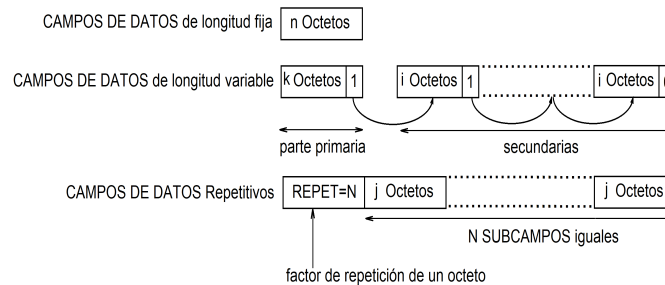 CAMPOS DE DATOS de longitud fija
n Octetos
CAMPOS DE DATOS de longitud variable
k Octetos 1 i Octetos 1 i Octetos
parte primaria secundarias
CAMPOS DE DATOS Repetitivos
REPET=N j Octetos j Octetos
N SUBCAMPOS iguales
factor de repetición de un octeto